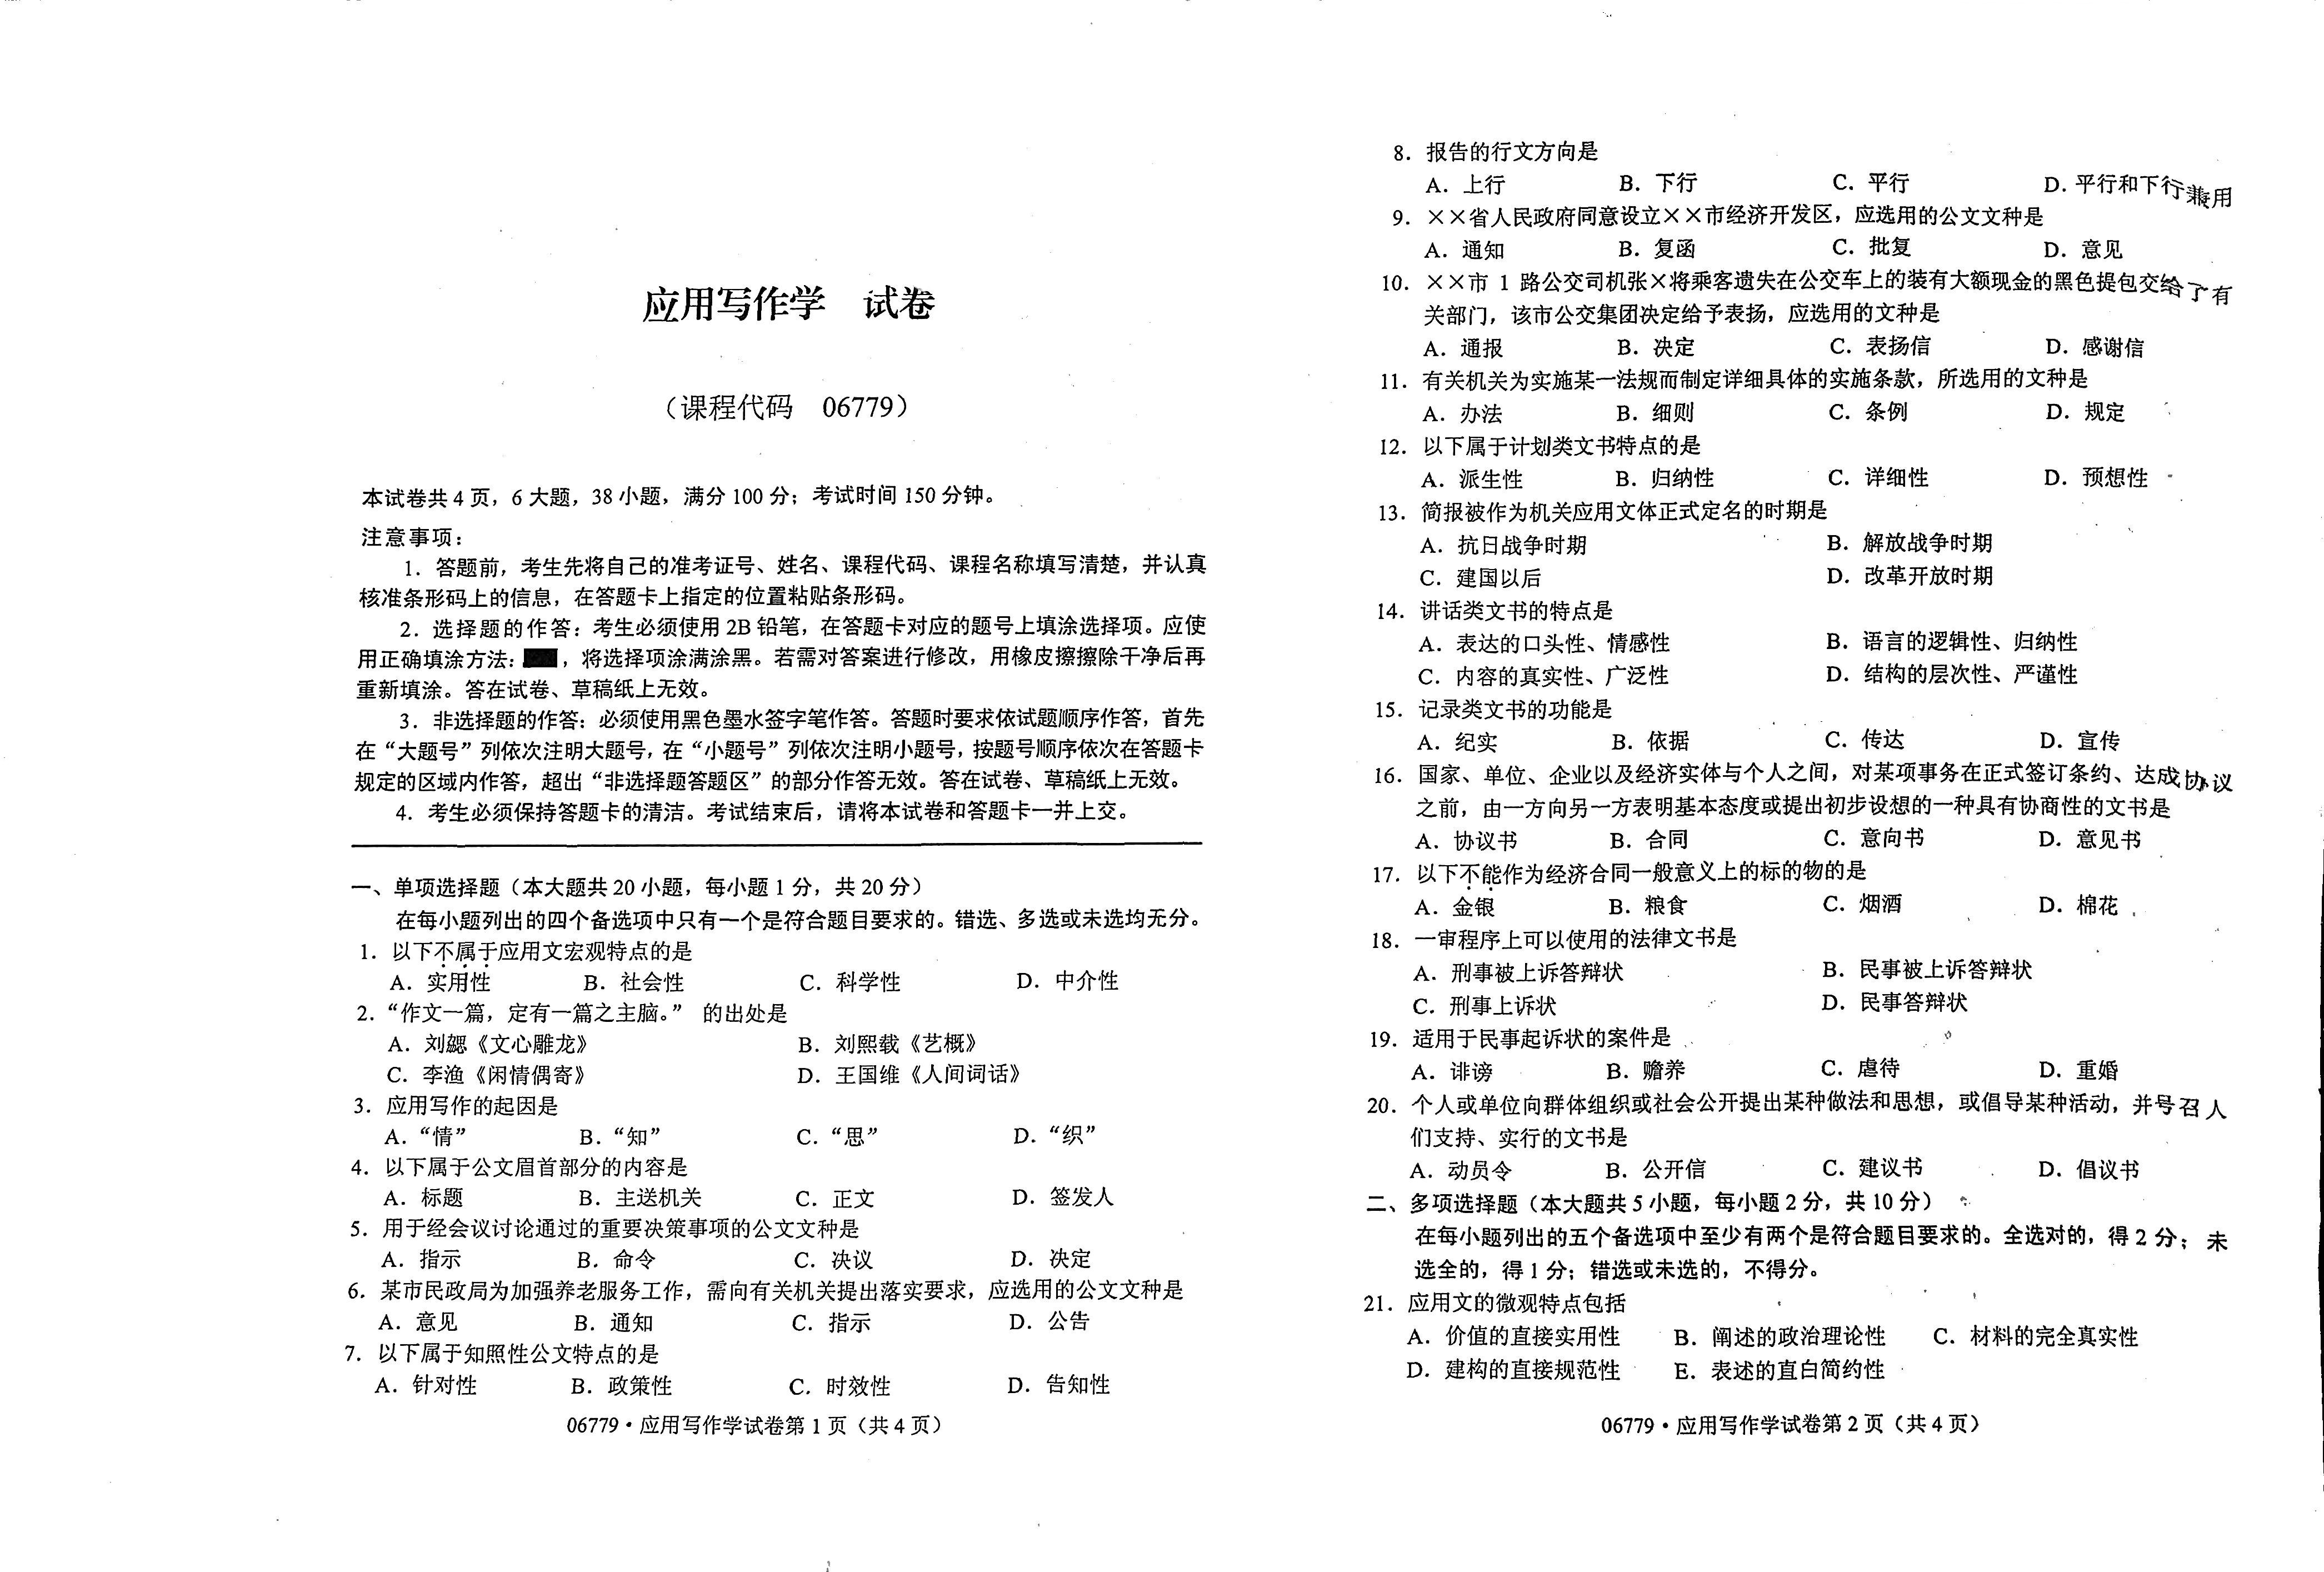 应用写作学 试卷
（课程代码 06779）
本试卷共 4 页，6 大题，38 小题，满分 100 分；考试时间 150 分钟。
注意事项：
1．答题前，考生先将自己的准考证号、姓名、课程代码、课程名称填写清楚，并认真
核准条形码上的信息，在答题卡上指定的位置粘贴条形码。
2．选择题的作答：考生必须使用 2B 铅笔，在答题卡对应的题号上填涂选择项。应使
用正确填涂方法：，将选择项涂满涂黑。若需对答案进行修改，用橡皮擦擦除干净后再
重新填涂。答在试卷、草稿纸上无效。
3．非选择题的作答：必须使用黑色墨水签字笔作答。答题时要求依试题顺序作答，首先
在“大题号”列依次注明大题号，在“小题号”列依次注明小题号，按题号顺序依次在答题卡
规定的区域内作答，超出“非选择题答题区”的部分作答无效。答在试卷、草稿纸上无效。
4．考生必须保持答题卡的清洁。考试结束后，请将本试卷和答题卡一并上交。
一、单项选择题（本大题共 20 小题，每小题 1 分，共 20 分）
在每小题列出的四个备选项中只有一个是符合题目要求的。错选、多选或未选均无分。
1．以下不属于应用文宏观特点的是
A．实用性 B．社会性 C．科学性 D．中介性
2．“作文一篇，定有一篇之主脑。” 的出处是
A．刘勰《文心雕龙》 B．刘熙载《艺概》
C．李渔《闲情偶寄》 D．王国维《人间词话》
3．应用写作的起因是
A．“情” B．“知” C．“思” D．“织”
4．以下属于公文眉首部分的内容是
A．标题 B．主送机关 C．正文 D．签发人
5．用于经会议讨论通过的重要决策事项的公文文种是
A．指示 B．命令 C．决议 D．决定
6．某市民政局为加强养老服务工作，需向有关机关提出落实要求，应选用的公文文种是
A．意见 B．通知 C．指示 D．公告
7．以下属于知照性公文特点的是
A．针对性 B．政策性 C．时效性 D．告知性
06779·应用写作学试卷第 1 页（共 4 页）
8．报告的行文方向是
A．上行 B．下行 C．平行 D．平行和下行兼用
9．××省人民政府同意设立××市经济开发区，应选用的公文文种是
A．通知 B．复函 C．批复 D．意见
10．××市 1 路公交司机张×将乘客遗失在公交车上的装有大额现金的黑色提包交给了有
关部门，该市公交集团决定给予表扬，应选用的文种是
A．通报 B．决定 C．表扬信 D．感谢信
11．有关机关为实施某一法规而制定详细具体的实施条款，所选用的文种是
A．办法 B．细则 C．条例 D．规定
12．以下属于计划类文书特点的是
A．派生性 B．归纳性 C．详细性 D．预想性
13．简报被作为机关应用文体正式定名的时期是
A．抗日战争时期 B．解放战争时期
C．建国以后 D．改革开放时期
14．讲话类文书的特点是
A．表达的口头性、情感性 B．语言的逻辑性、归纳性
C．内容的真实性、广泛性 D．结构的层次性、严谨性
15．记录类文书的功能是
A．纪实 B．依据 C．传达 D．宣传
16．国家、单位、企业以及经济实体与个人之间，对某项事务在正式签订条约、达成协议
之前，由一方向另一方表明基本态度或提出初步设想的一种具有协商性的文书是
A．协议书 B．合同 C．意向书 D．意见书
17．以下不能作为经济合同一般意义上的标的物的是
A．金银 B．粮食 C．烟酒 D．棉花
18．一审程序上可以使用的法律文书是
A．刑事被上诉答辩状 B．民事被上诉答辩状
C．刑事上诉状 D．民事答辩状
19．适用于民事起诉状的案件是
A．诽谤 B．赡养 C．虐待 D．重婚
20．个人或单位向群体组织或社会公开提出某种做法和思想，或倡导某种活动，并号召人
们支持、实行的文书是
A．动员令 B．公开信 C．建议书 D．倡议书
二、多项选择题（本大题共 5 小题，每小题 2 分，共 10 分）
在每小题列出的五个备选项中至少有两个是符合题目要求的。全选对的，得 2 分；未
选全的，得 1 分；错选或未选的，不得分。
21．应用文的微观特点包括
A．价值的直接实用性 B．阐述的政治理论性 C．材料的完全真实性
D．建构的直接规范性 E．表述的直白简约性
06779·应用写作学试卷第 2 页（共 4 页）